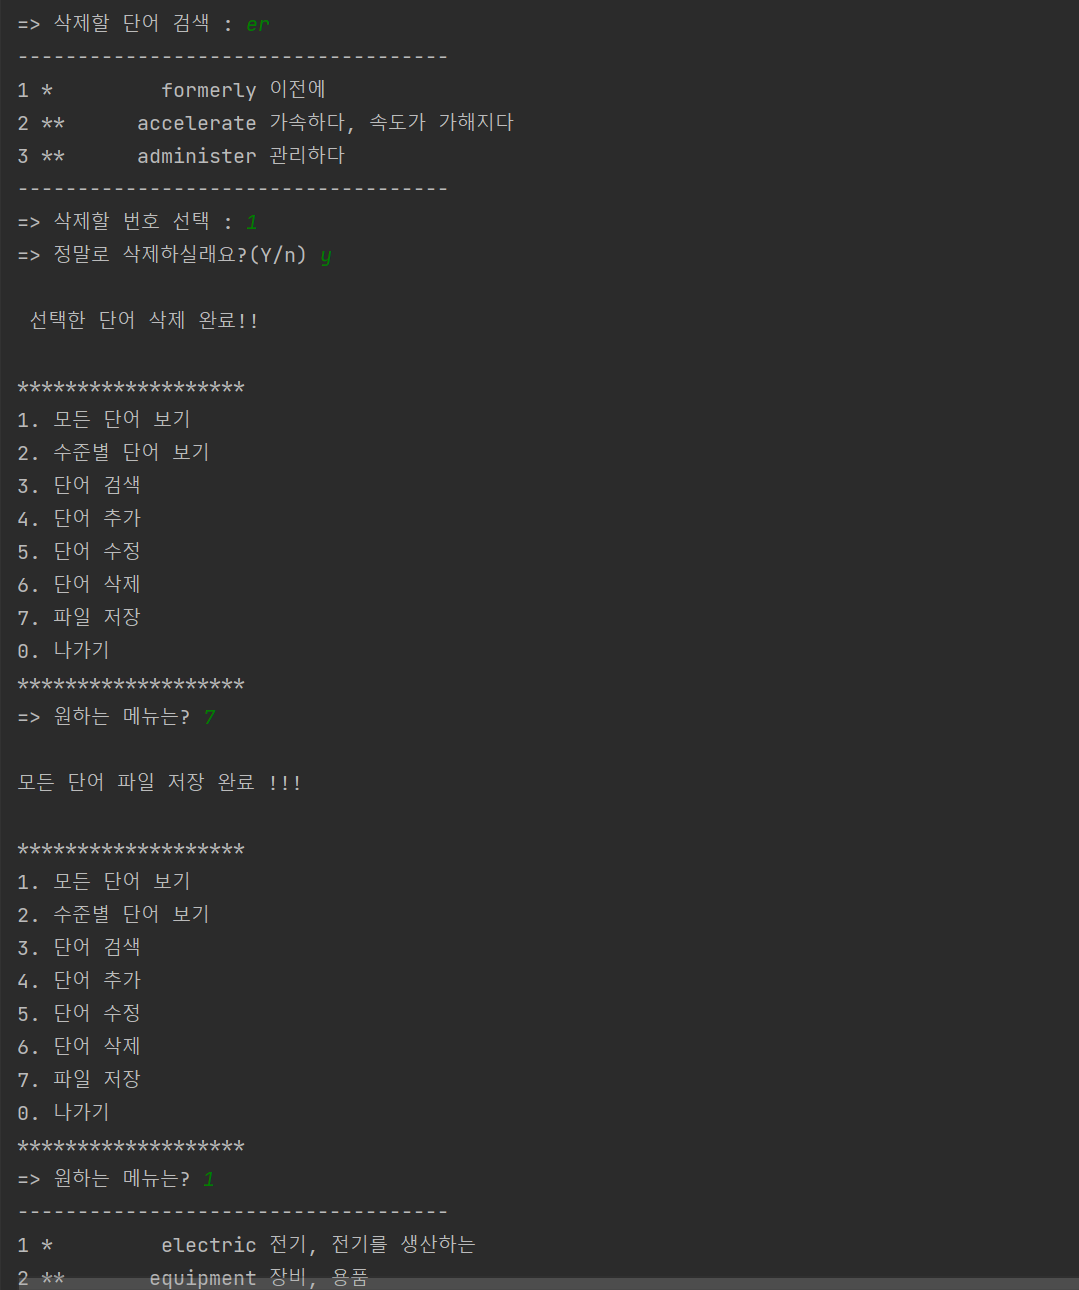 => 삭제할 단어 검색 : er
------------------------------------
1 *         formerly 이전에
2 **      accelerate 가속하다, 속도가 가해지다
3 **      administer 관리하다
------------------------------------
=> 삭제할 번호 선택 : 1
=> 정말로 삭제하실래요?(Y/n) y
 선택한 단어 삭제 완료!!
*******************
1. 모든 단어 보기
2. 수준별 단어 보기
3. 단어 검색
4. 단어 추가
5. 단어 수정
6. 단어 삭제
7. 파일 저장
0. 나가기
*******************
=> 원하는 메뉴는? 7
모든 단어 파일 저장 완료 !!!
*******************
1. 모든 단어 보기
2. 수준별 단어 보기
3. 단어 검색
4. 단어 추가
5. 단어 수정
6. 단어 삭제
7. 파일 저장
0. 나가기
*******************
=> 원하는 메뉴는? 1
------------------------------------
1 *         electric 전기, 전기를 생산하는
2 **       equipment 장비, 용품